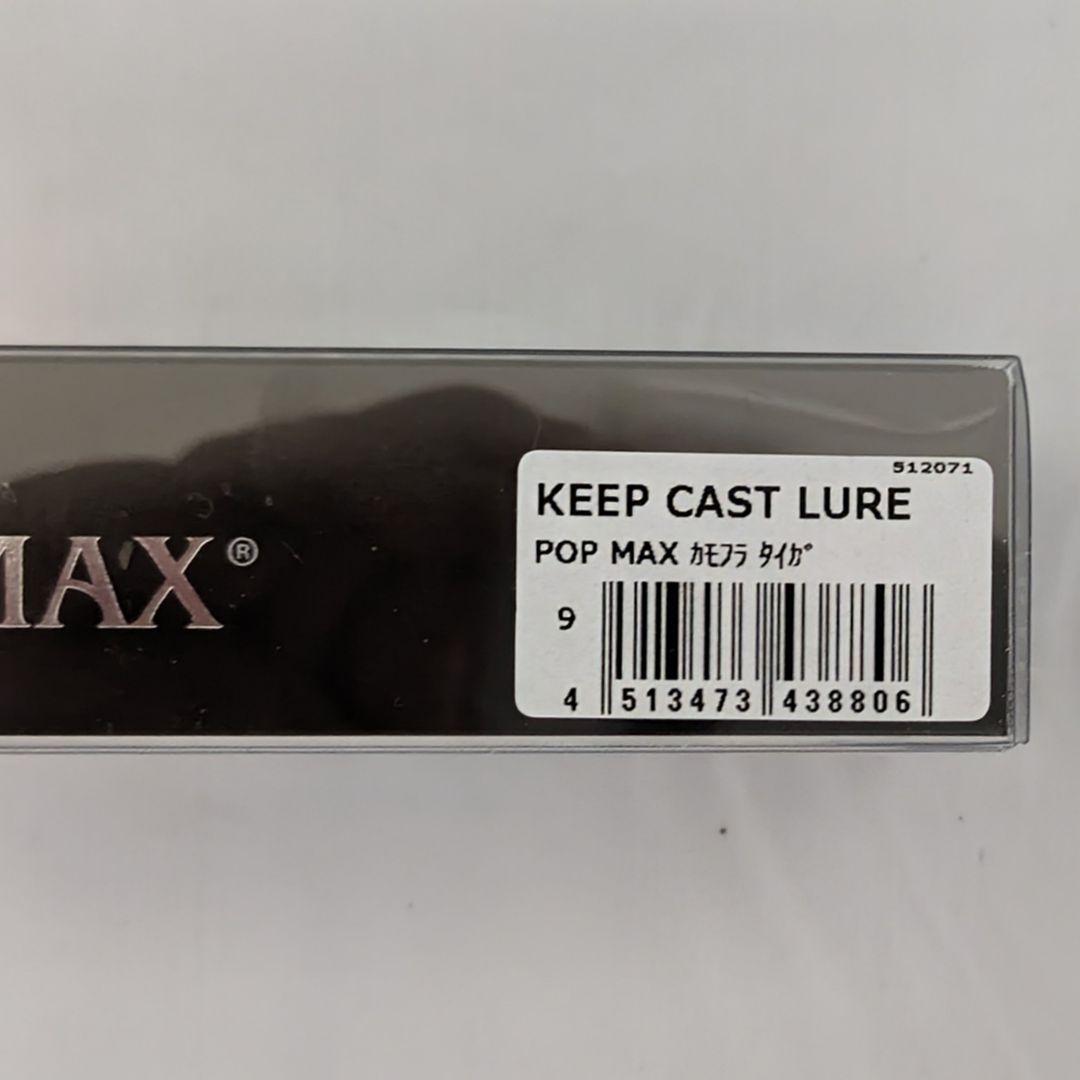 MAX®
512071
KEEP CAST LURE
POP MAX ｶﾓﾌﾗ ﾀｲｶﾞ
9
4 513473 438806